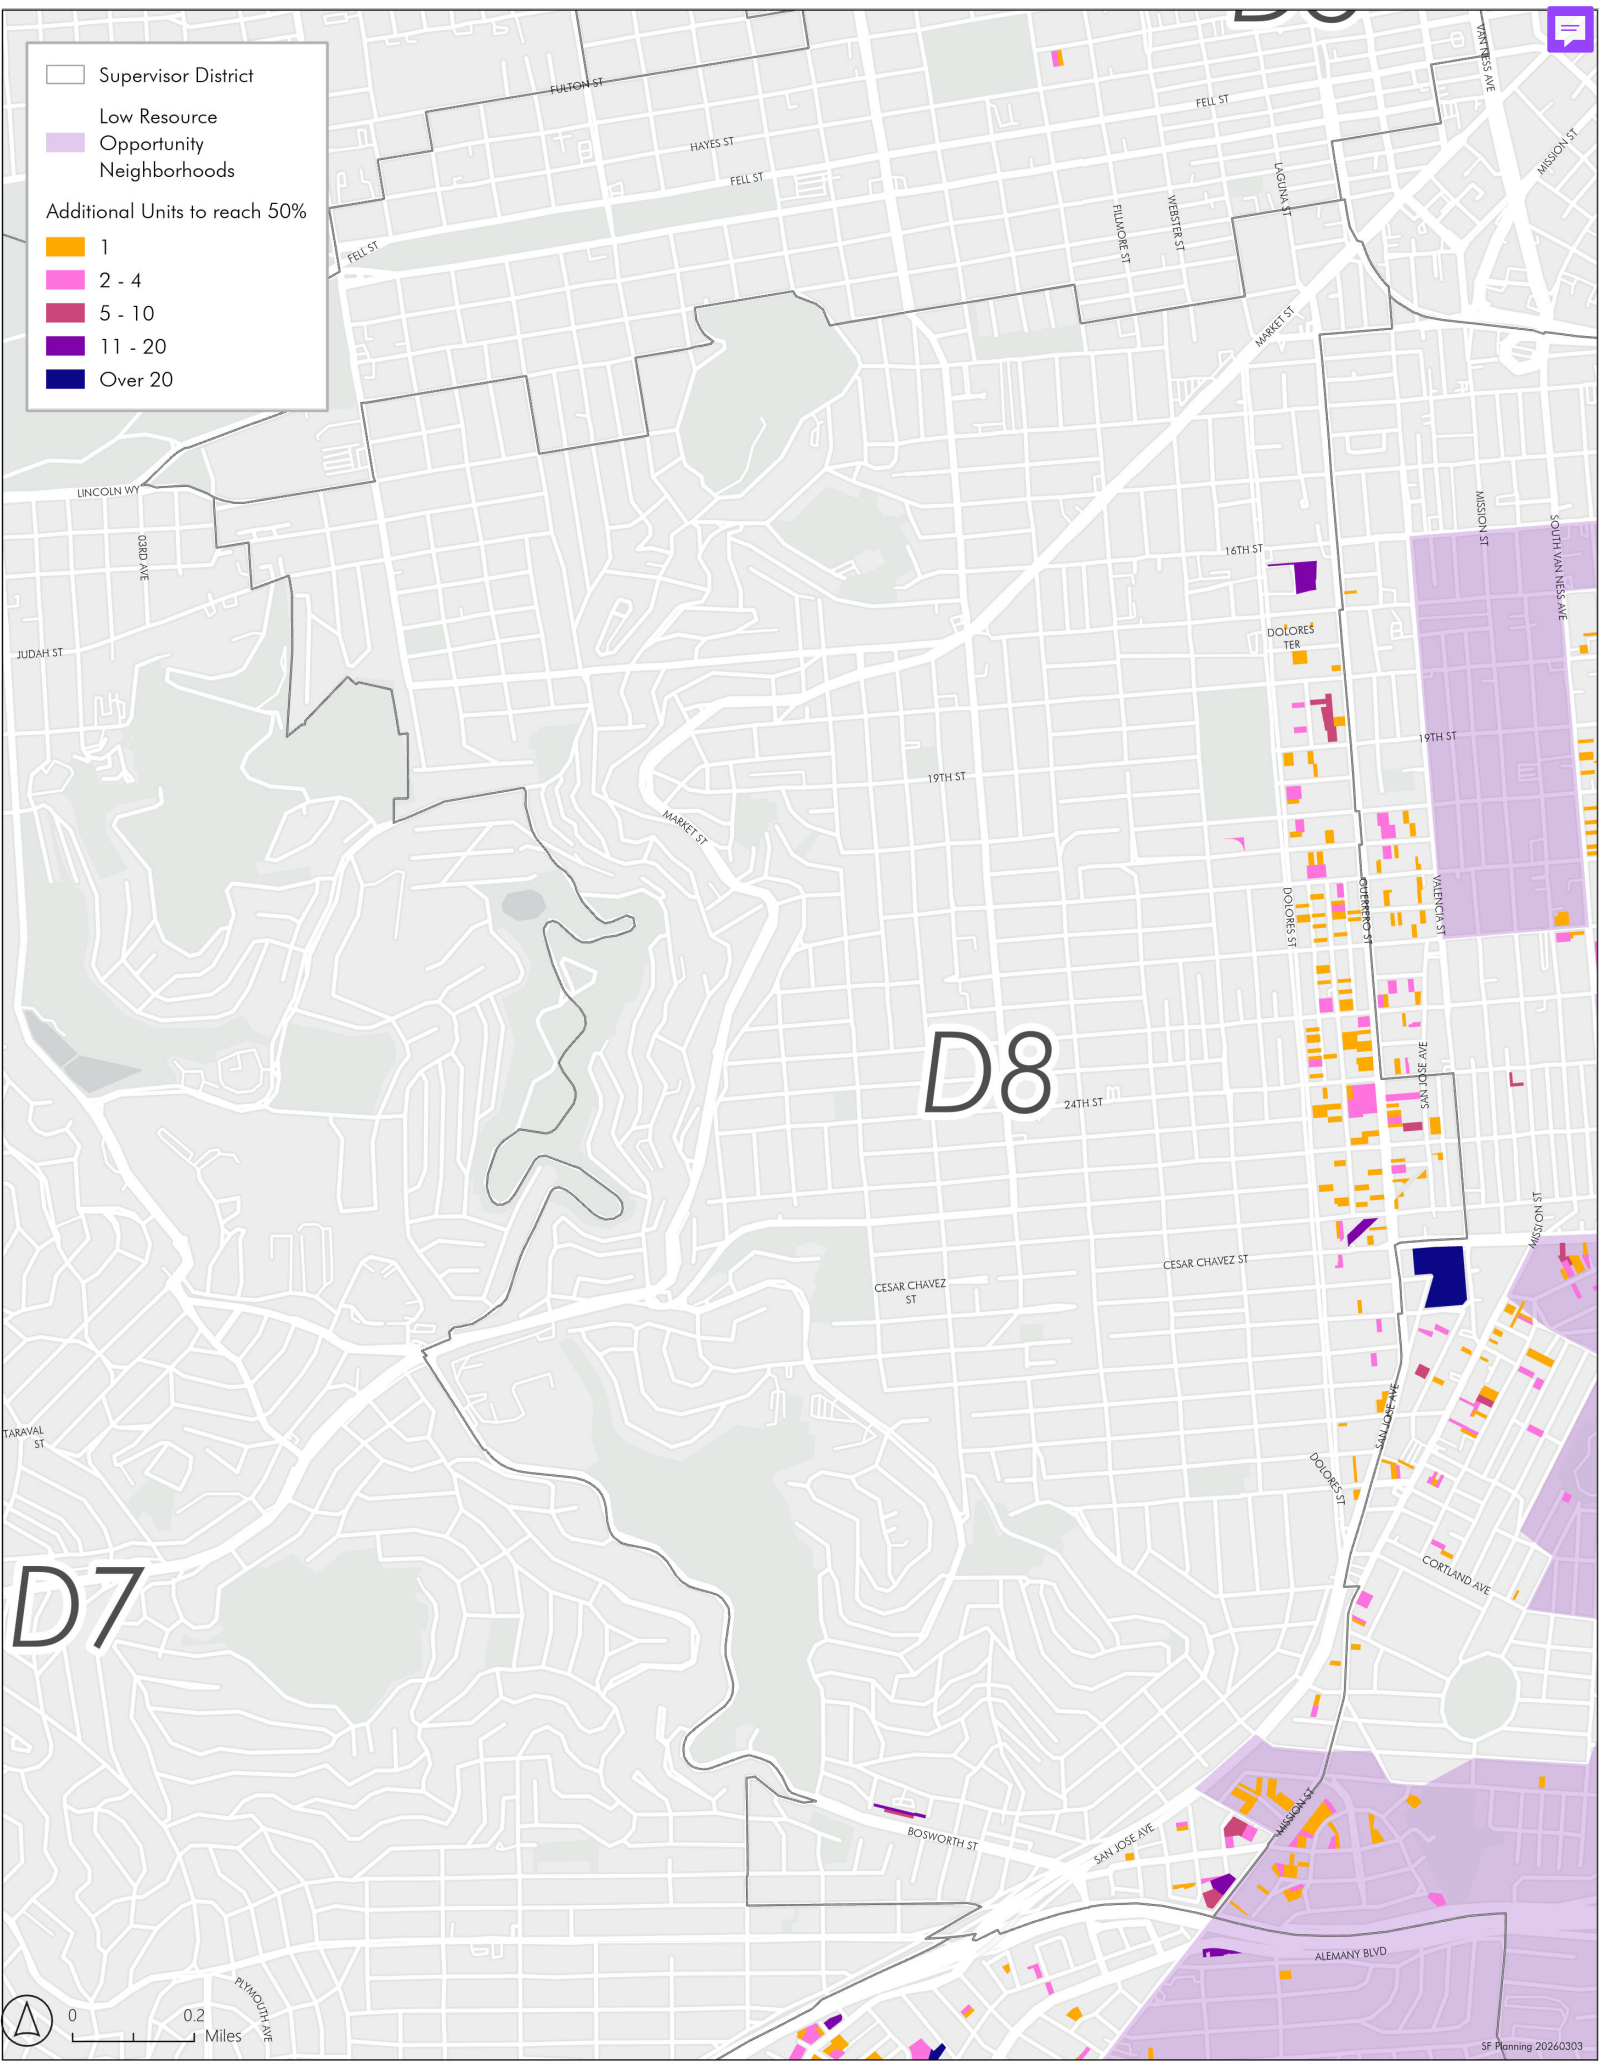 Supervisor District
Low Resource
Opportunity
Neighborhoods
Additional Units to reach 50%
1
2 - 4
5 - 10
11 - 20
Over 20
VAN NESS AVE
FULTON ST
FELL ST
HAYES ST
MISSION ST
FELL ST
LAGUNA ST
WEBSTER ST
FILLMORE ST
FELL ST
MARKET ST
LINCOLN WY
03RD AVE
MISSION ST
SOUTH VAN NESS AVE
16TH ST
DOLORES
TER
JUDAH ST
19TH ST
19TH ST
MARKET ST
DOLORES ST
GUERRERO ST
VALENCIA ST
D8
SAN JOSE AVE
24TH ST
MISSION ST
CESAR CHAVEZ ST
CESAR CHAVEZ
ST
SAN JOSE AVE
TARAVAL
ST
DOLORES ST
CORTLAND AVE
D7
MISSION ST
BOSWORTH ST
SAN JOSE AVE
ALEMANY BLVD
PLYMOUTH AVE
0 0.2
Miles
SF Planning 20260303